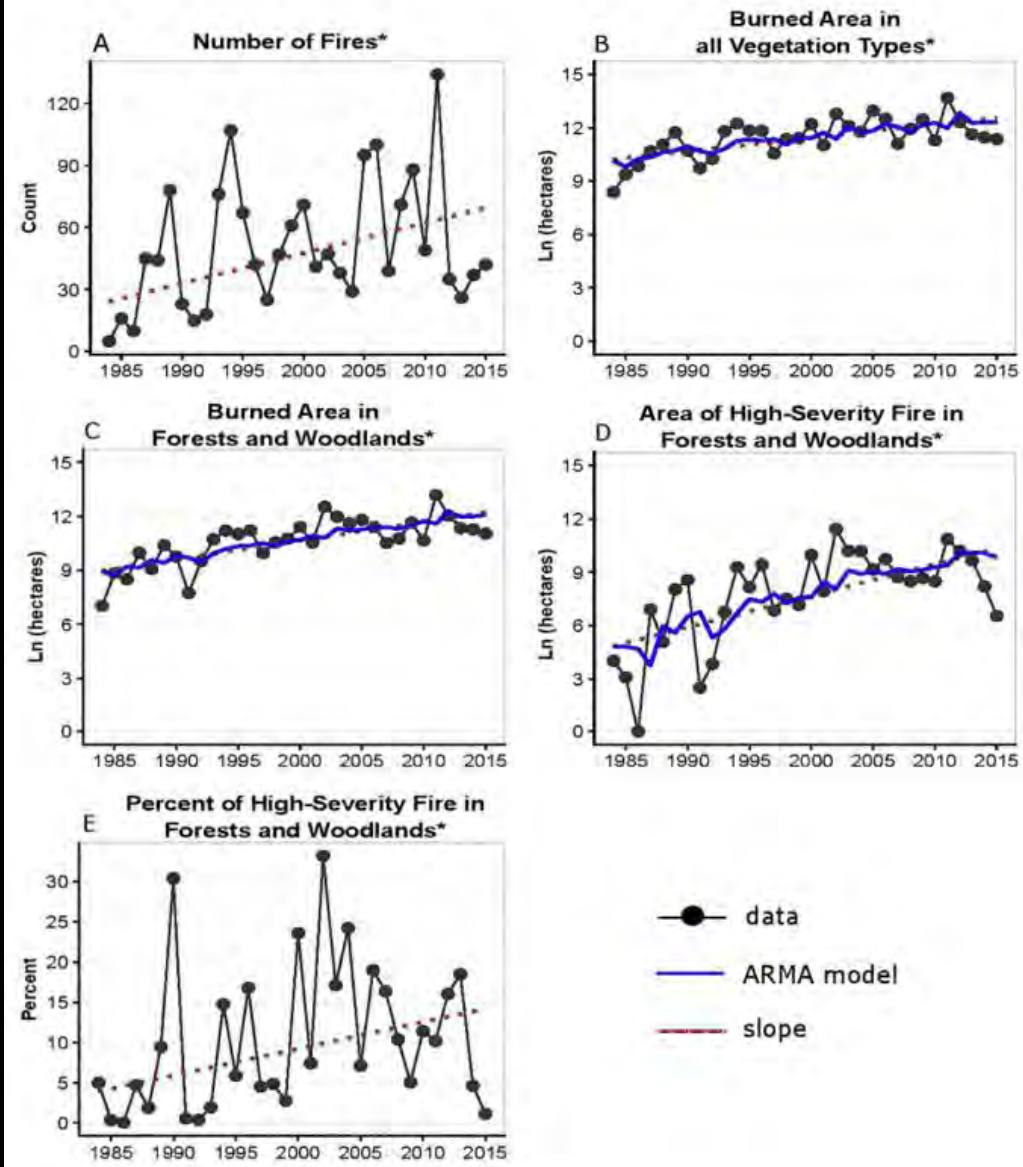 A
Number of Fires*
Count
120
90
60
30
0
1985 1990 1995 2000 2005 2010 2015
B
Burned Area in
all Vegetation Types*
Ln (hectares)
15
12
9
6
3
0
1985 1990 1995 2000 2005 2010 2015
C
Burned Area in
Forests and Woodlands*
Ln (hectares)
15
12
9
6
3
0
1985 1990 1995 2000 2005 2010 2015
D
Area of High-Severity Fire in
Forests and Woodlands*
Ln (hectares)
15
12
9
6
3
0
1985 1990 1995 2000 2005 2010 2015
E
Percent of High-Severity Fire in
Forests and Woodlands*
Percent
30
25
20
15
10
5
0
1985 1990 1995 2000 2005 2010 2015
data
ARMA model
slope